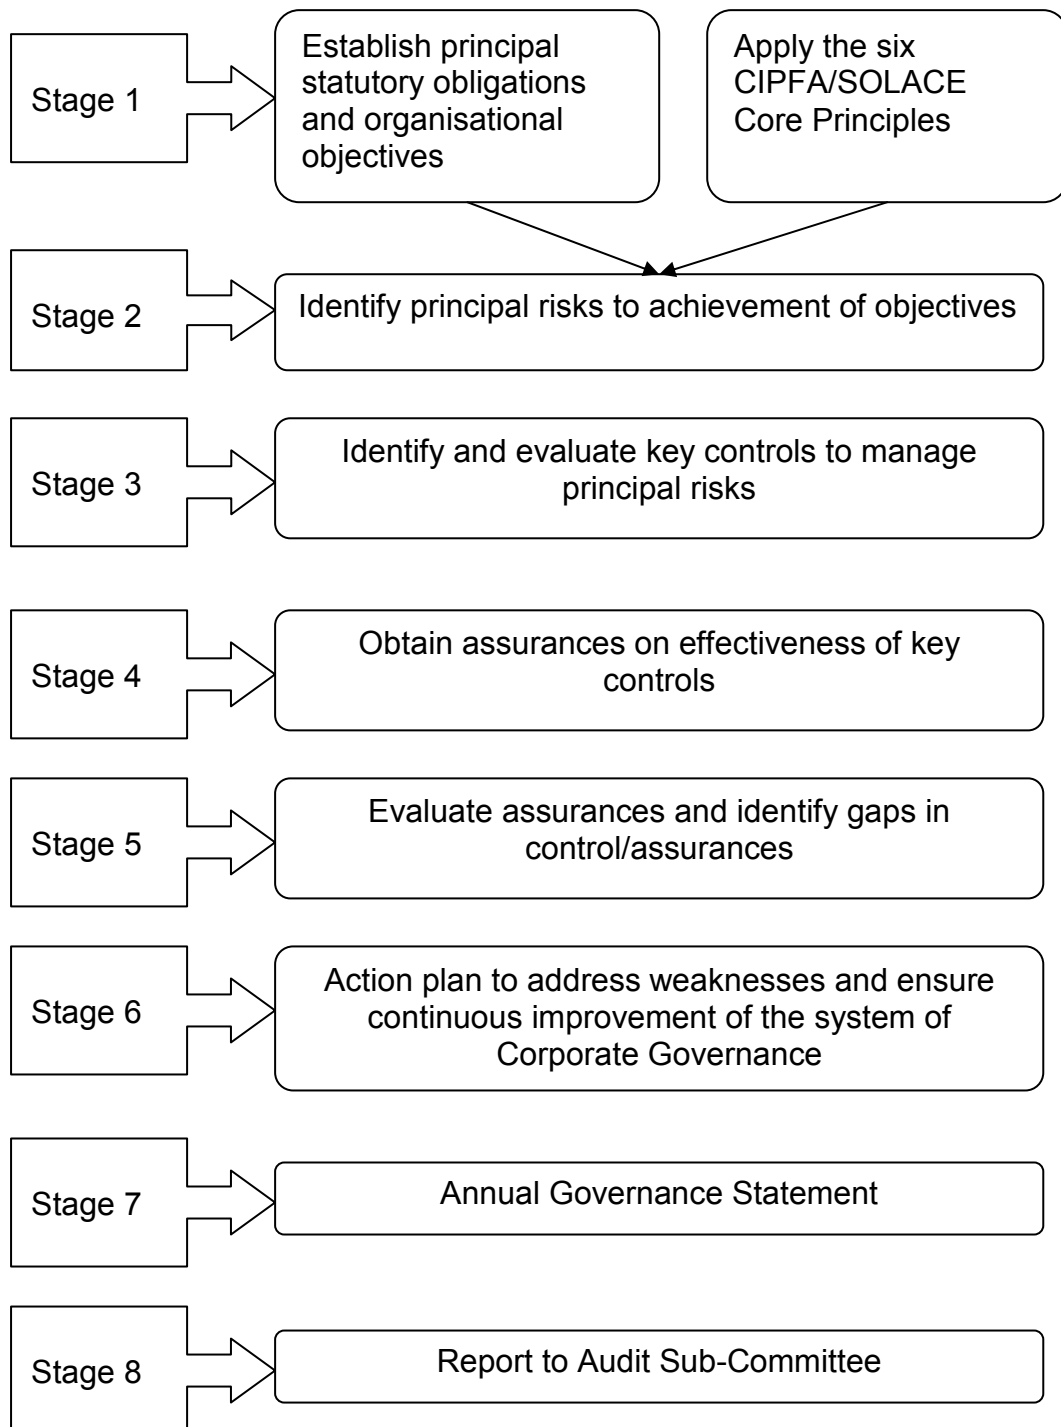 Stage 1
Establish principal
statutory obligations
and organisational
objectives
Apply the six
CIPFA/SOLACE
Core Principles
Stage 2
Identify principal risks to achievement of objectives
Stage 3
Identify and evaluate key controls to manage
principal risks
Stage 4
Obtain assurances on effectiveness of key
controls
Stage 5
Evaluate assurances and identify gaps in
control/assurances
Stage 6
Action plan to address weaknesses and ensure
continuous improvement of the system of
Corporate Governance
Stage 7
Annual Governance Statement
Stage 8
Report to Audit Sub-Committee